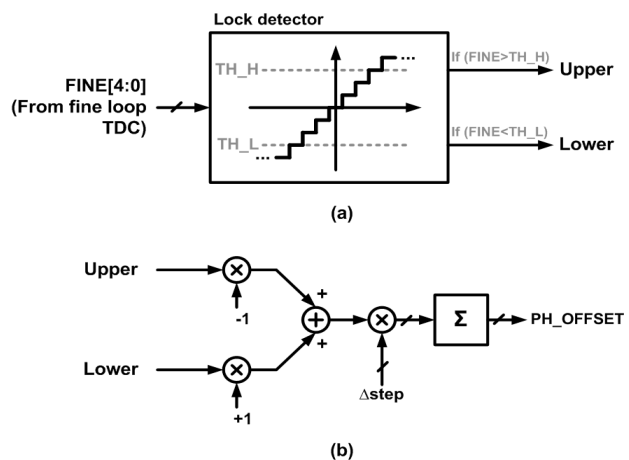 Lock detector
FINE[4:0]
(From fine loop
TDC)
TH_H
TH_L
...
...
If (FINE>TH_H)
Upper
If (FINE<TH_L)
Lower
(a)
Upper
×
-1
Lower
×
+1
+
+
+
×
Δstep
Σ
PH_OFFSET
(b)